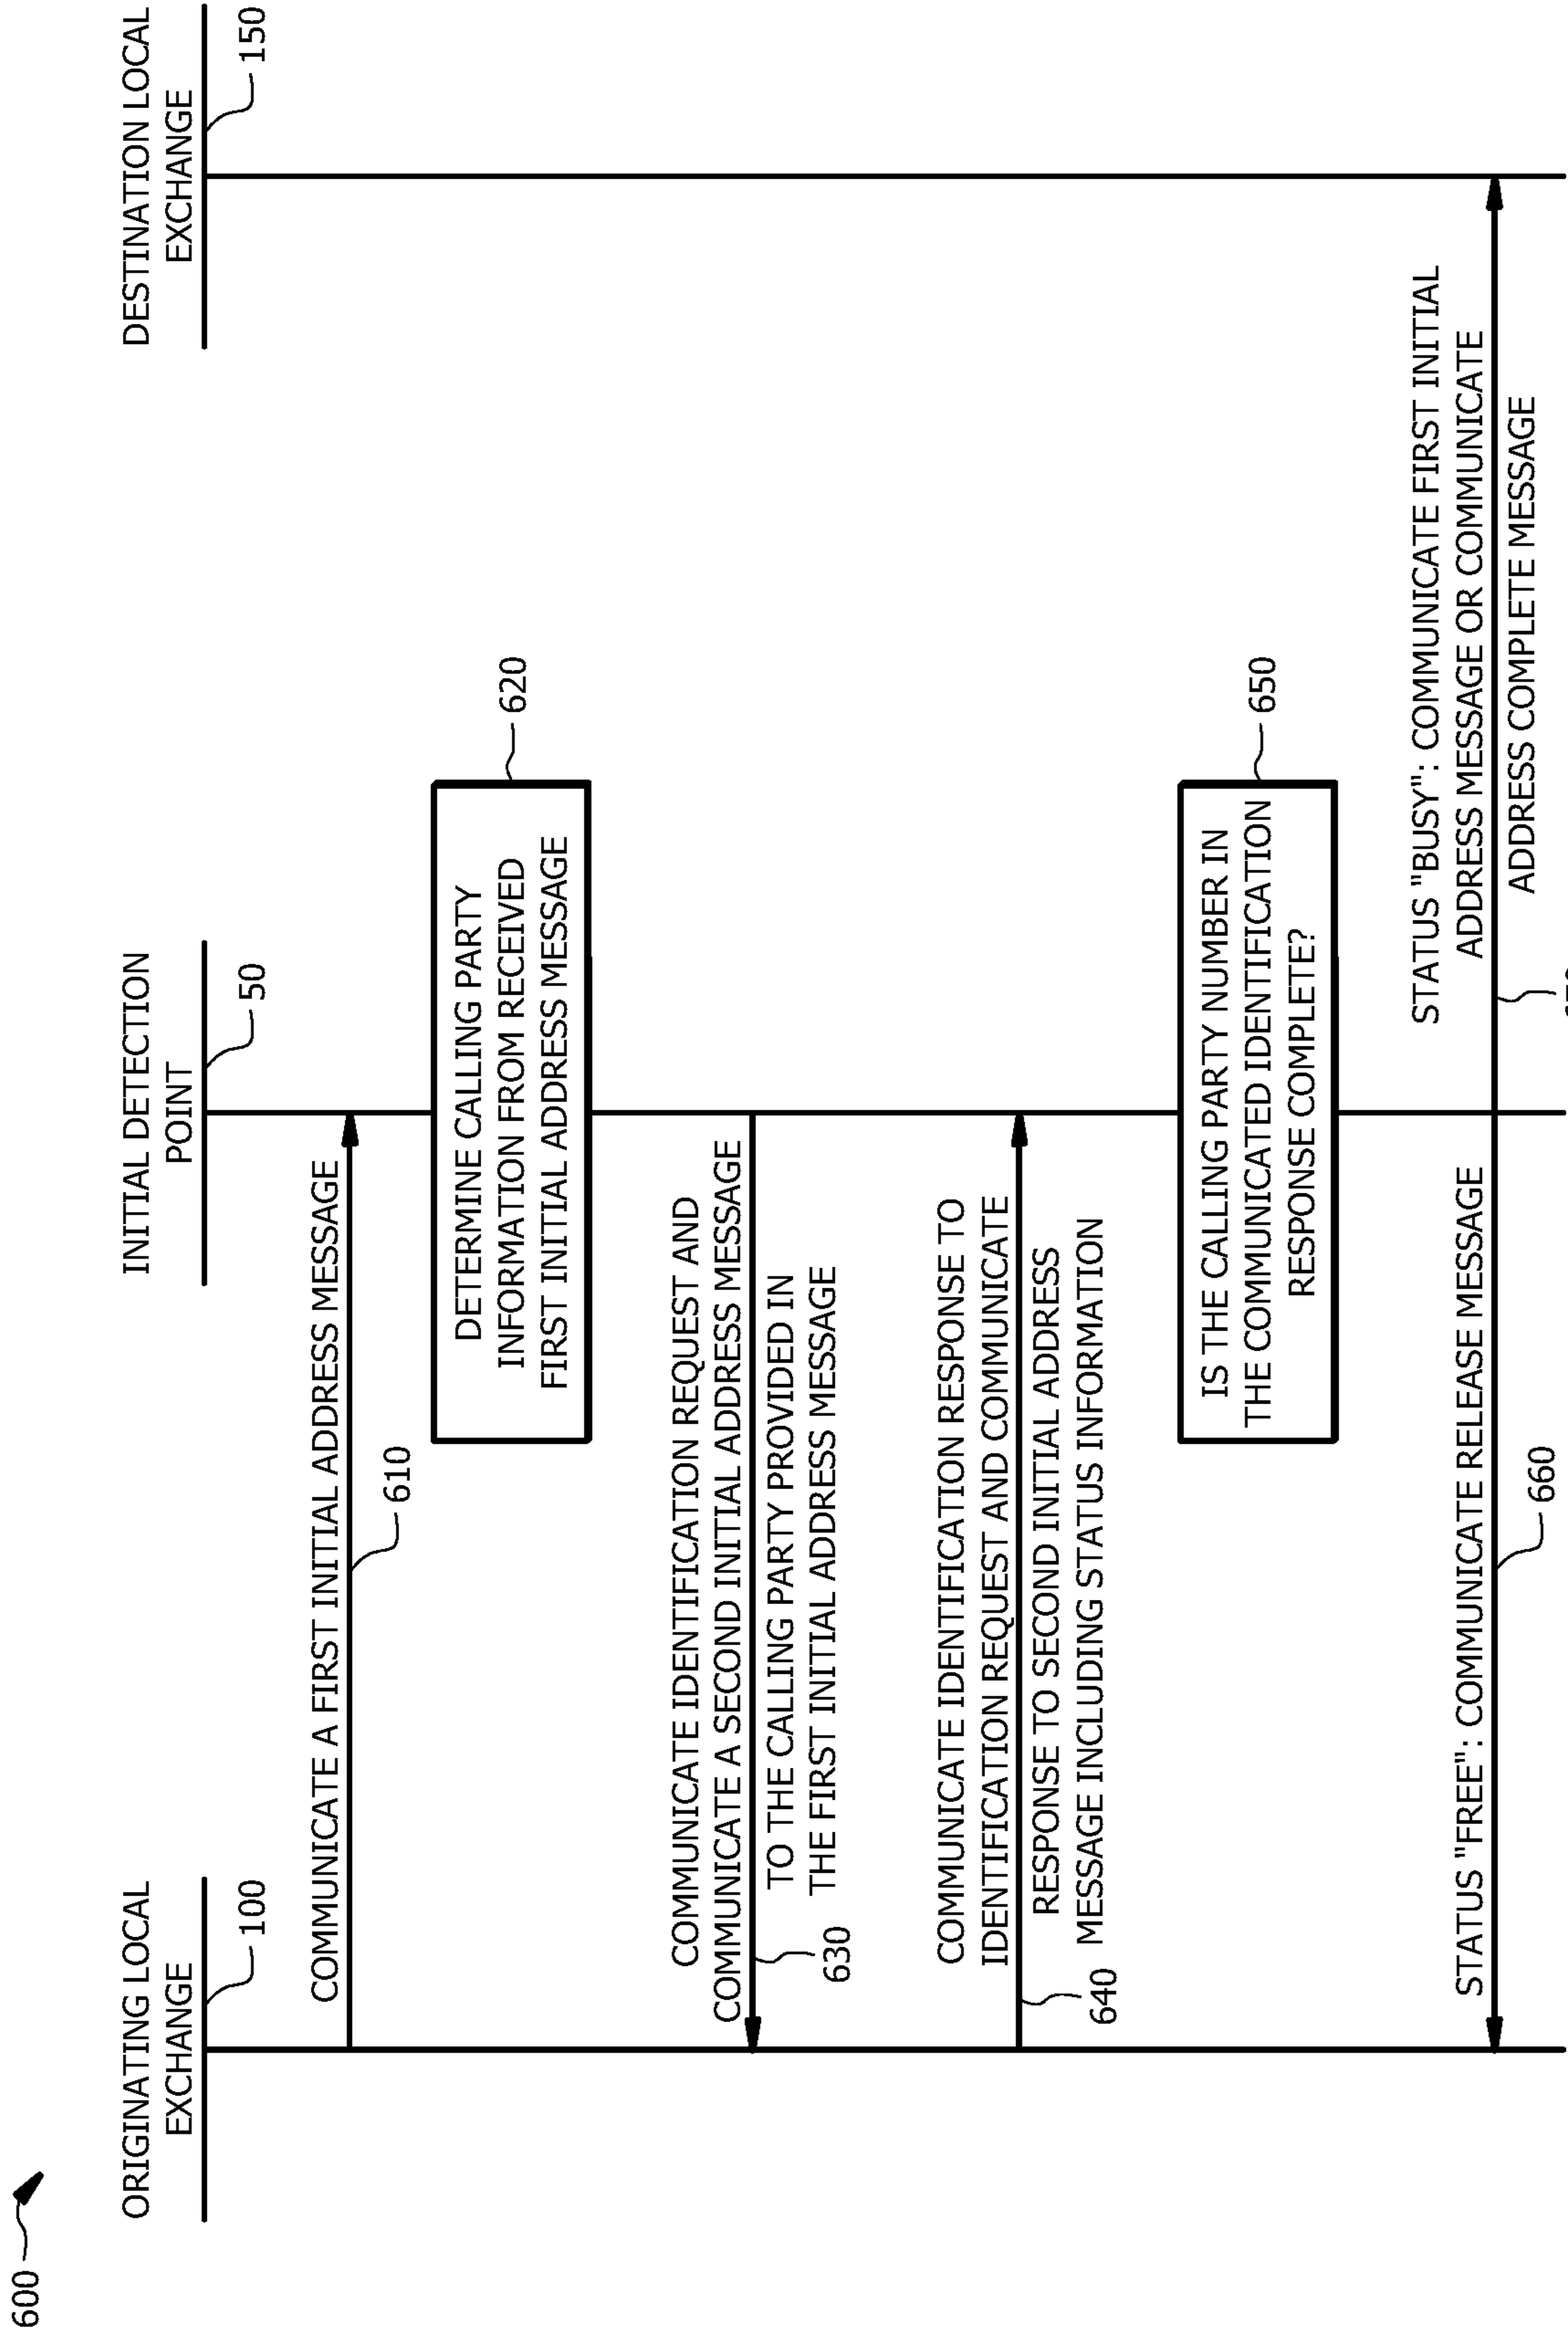 600
ORIGINATING LOCAL
EXCHANGE
100
INITIAL DETECTION
POINT
50
DESTINATION LOCAL
EXCHANGE
150
COMMUNICATE A FIRST INITIAL ADDRESS MESSAGE
610
DETERMINE CALLING PARTY
INFORMATION FROM RECEIVED
FIRST INITIAL ADDRESS MESSAGE
620
COMMUNICATE IDENTIFICATION REQUEST AND
COMMUNICATE A SECOND INITIAL ADDRESS MESSAGE
TO THE CALLING PARTY PROVIDED IN
THE FIRST INITIAL ADDRESS MESSAGE
630
COMMUNICATE IDENTIFICATION RESPONSE TO
IDENTIFICATION REQUEST AND COMMUNICATE
RESPONSE TO SECOND INITIAL ADDRESS
MESSAGE INCLUDING STATUS INFORMATION
640
IS THE CALLING PARTY NUMBER IN
THE COMMUNICATED IDENTIFICATION
RESPONSE COMPLETE?
650
STATUS "FREE": COMMUNICATE RELEASE MESSAGE
660
STATUS "BUSY": COMMUNICATE FIRST INITIAL
ADDRESS MESSAGE OR COMMUNICATE
ADDRESS COMPLETE MESSAGE